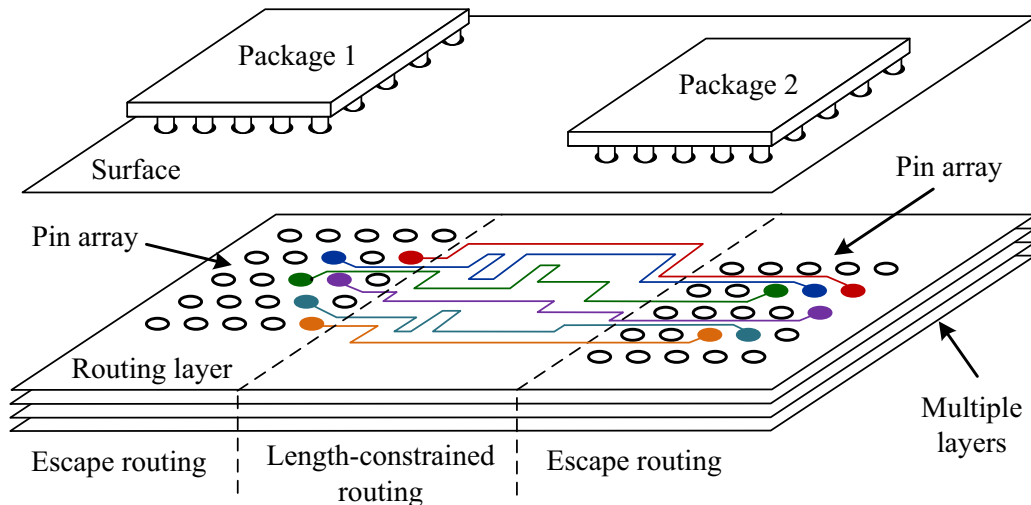 Package 1
Package 2
Surface
Pin array
Pin array
Routing layer
Multiple
layers
Escape routing
Length-constrained
routing
Escape routing